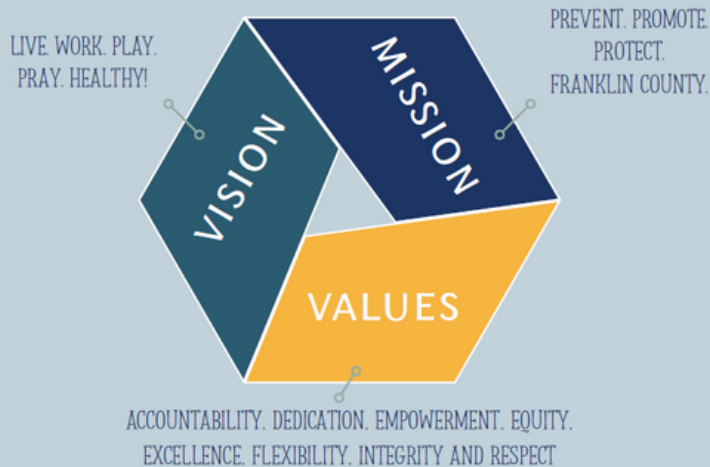 LIVE. WORK. PLAY.
PRAY. HEALTHY!
PREVENT. PROMOTE.
PROTECT.
FRANKLIN COUNTY.
VISION
MISSION
VALUES
ACCOUNTABILITY, DEDICATION, EMPOWERMENT, EQUITY,
EXCELLENCE, FLEXIBILITY, INTEGRITY AND RESPECT